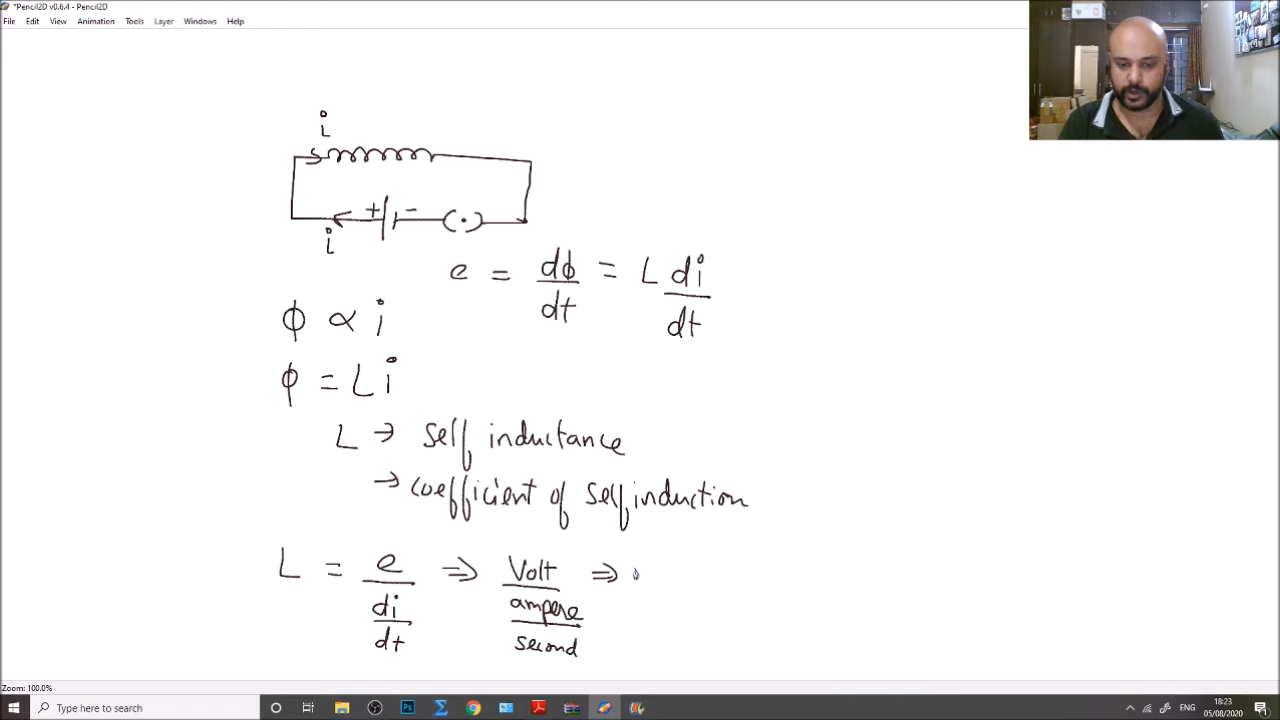 *Pencil2D v0.6.4 - Pencil2D
File Edit View Animation Tools Layer Windows Help
i
+ -
i
e = dϕ/dt = L di/dt
ϕ ∝ i
ϕ = Li
L → self inductance
→ coefficient of self induction
L = e/(di/dt) ⇒ Volt/(ampere/second) ⇒
Zoom: 100.0%
Type here to search
ENG
18:23
05/08/2020